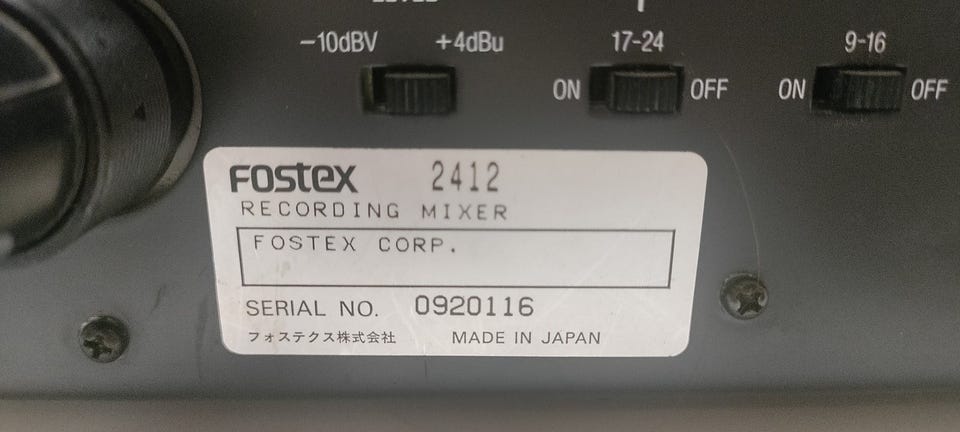 −10dBV +4dBu 17-24 9-16
ON OFF ON OFF
FOSTEX 2412
RECORDING MIXER
FOSTEX CORP.
SERIAL NO. 0920116
フォステクス株式会社 MADE IN JAPAN